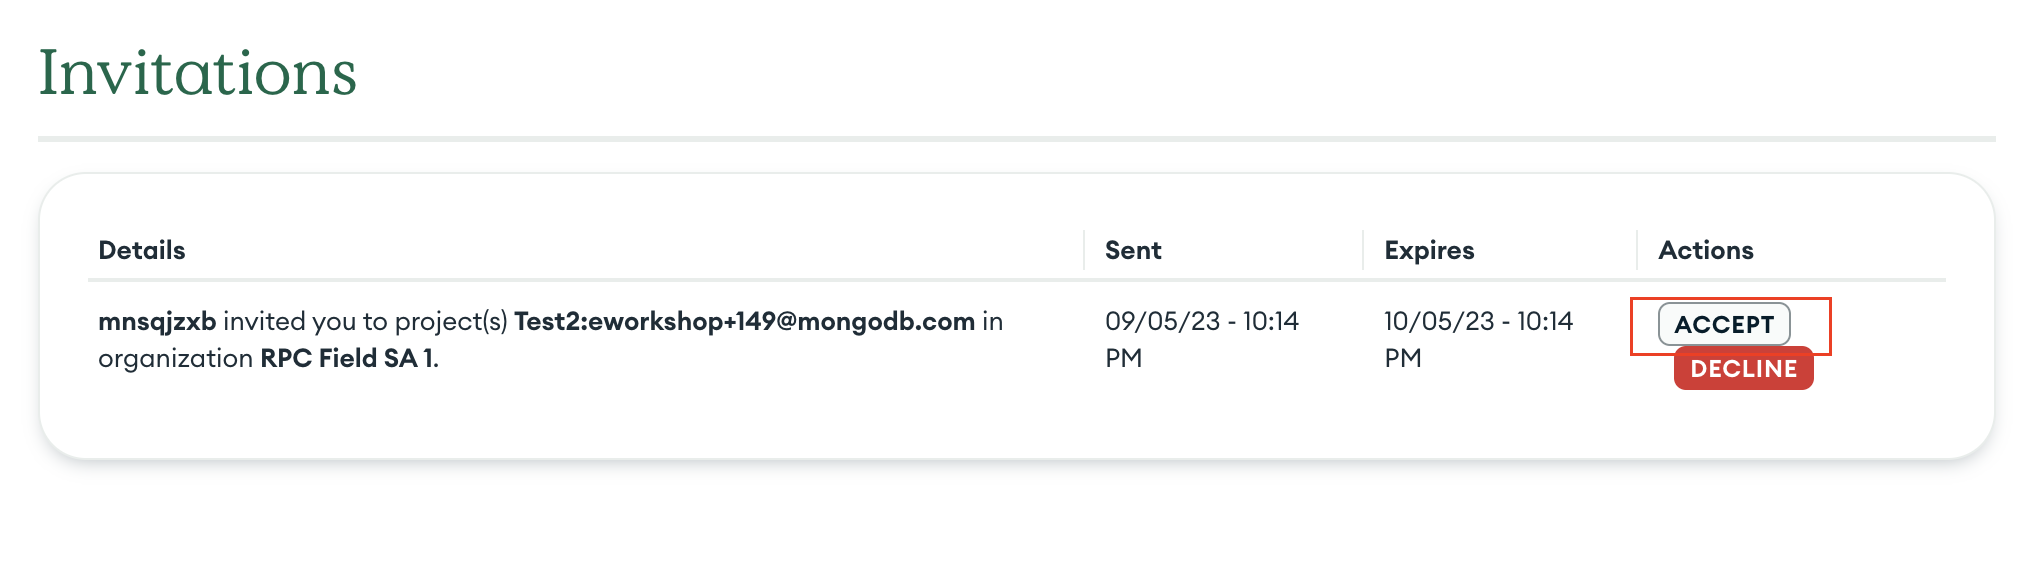 Invitations
Details Sent Expires Actions
mnsqjzxb invited you to project(s) Test2:eworkshop+149@mongodb.com in 09/05/23 - 10:14 10/05/23 - 10:14 ACCEPT
organization RPC Field SA 1. PM PM DECLINE